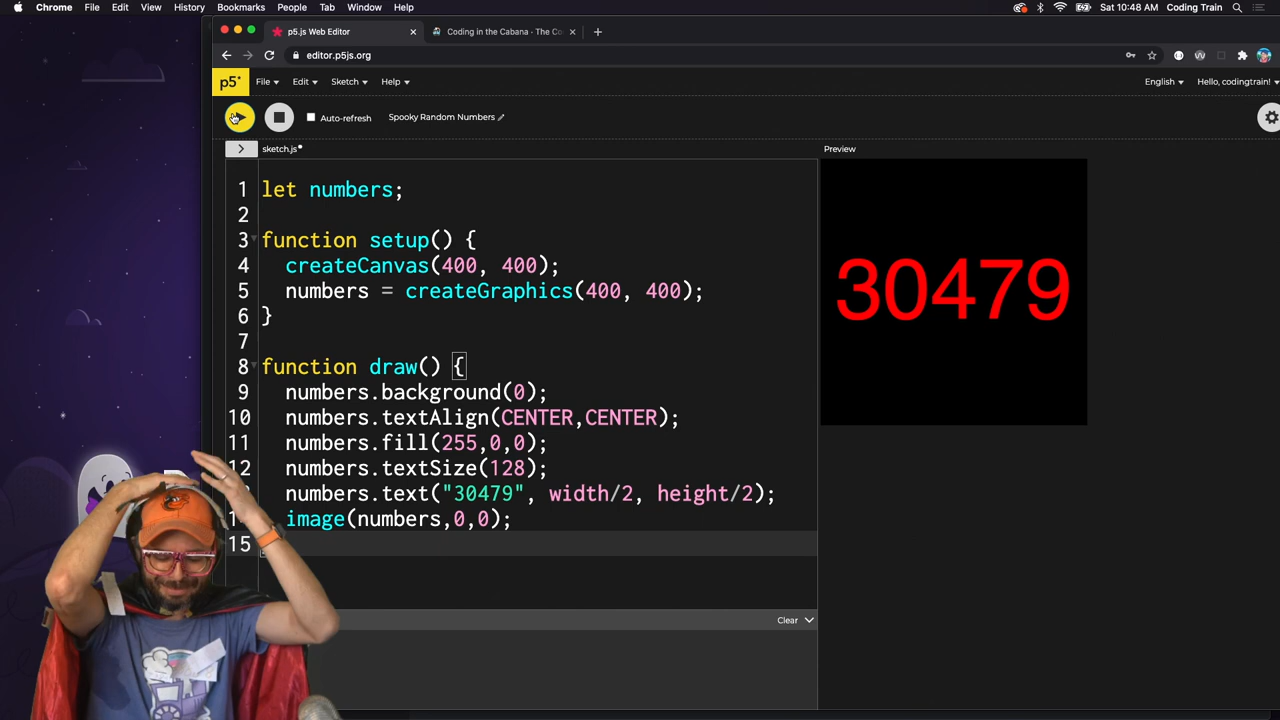 Chrome File Edit View History Bookmarks People Tab Window Help
Sat 10:48 AM Coding Train
p5.js Web Editor
Coding in the Cabana - The Co
editor.p5js.org
p5* File Edit Sketch Help
English Hello, codingtrain!
Auto-refresh Spooky Random Numbers
sketch.js*
Preview
1 let numbers;
2
3 function setup() {
4 createCanvas(400, 400);
5 numbers = createGraphics(400, 400);
6 }
7
8 function draw() {
9 numbers.background(0);
10 numbers.textAlign(CENTER,CENTER);
11 numbers.fill(255,0,0);
12 numbers.textSize(128);
numbers.text("30479", width/2, height/2);
image(numbers,0,0);
15
30479
Clear